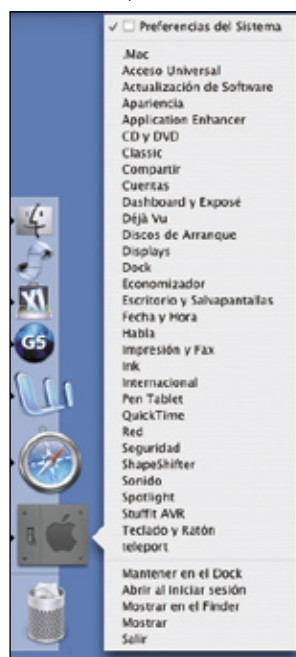 ✓ Preferencias del Sistema
.Mac
Acceso Universal
Actualización de Software
Apariencia
Application Enhancer
CD y DVD
Classic
Compartir
Cuentas
Dashboard y Exposé
Déjà Vu
Discos de Arranque
Displays
Dock
Economizador
Escritorio y Salvapantallas
Fecha y Hora
Habla
Impresión y Fax
Ink
Internacional
Pen Tablet
QuickTime
Red
Seguridad
ShapeShifter
Sonido
Spotlight
Stuffit AVR
Teclado y Ratón
teleport
Mantener en el Dock
Abrir al iniciar sesión
Mostrar en el Finder
Mostrar
Salir
G5